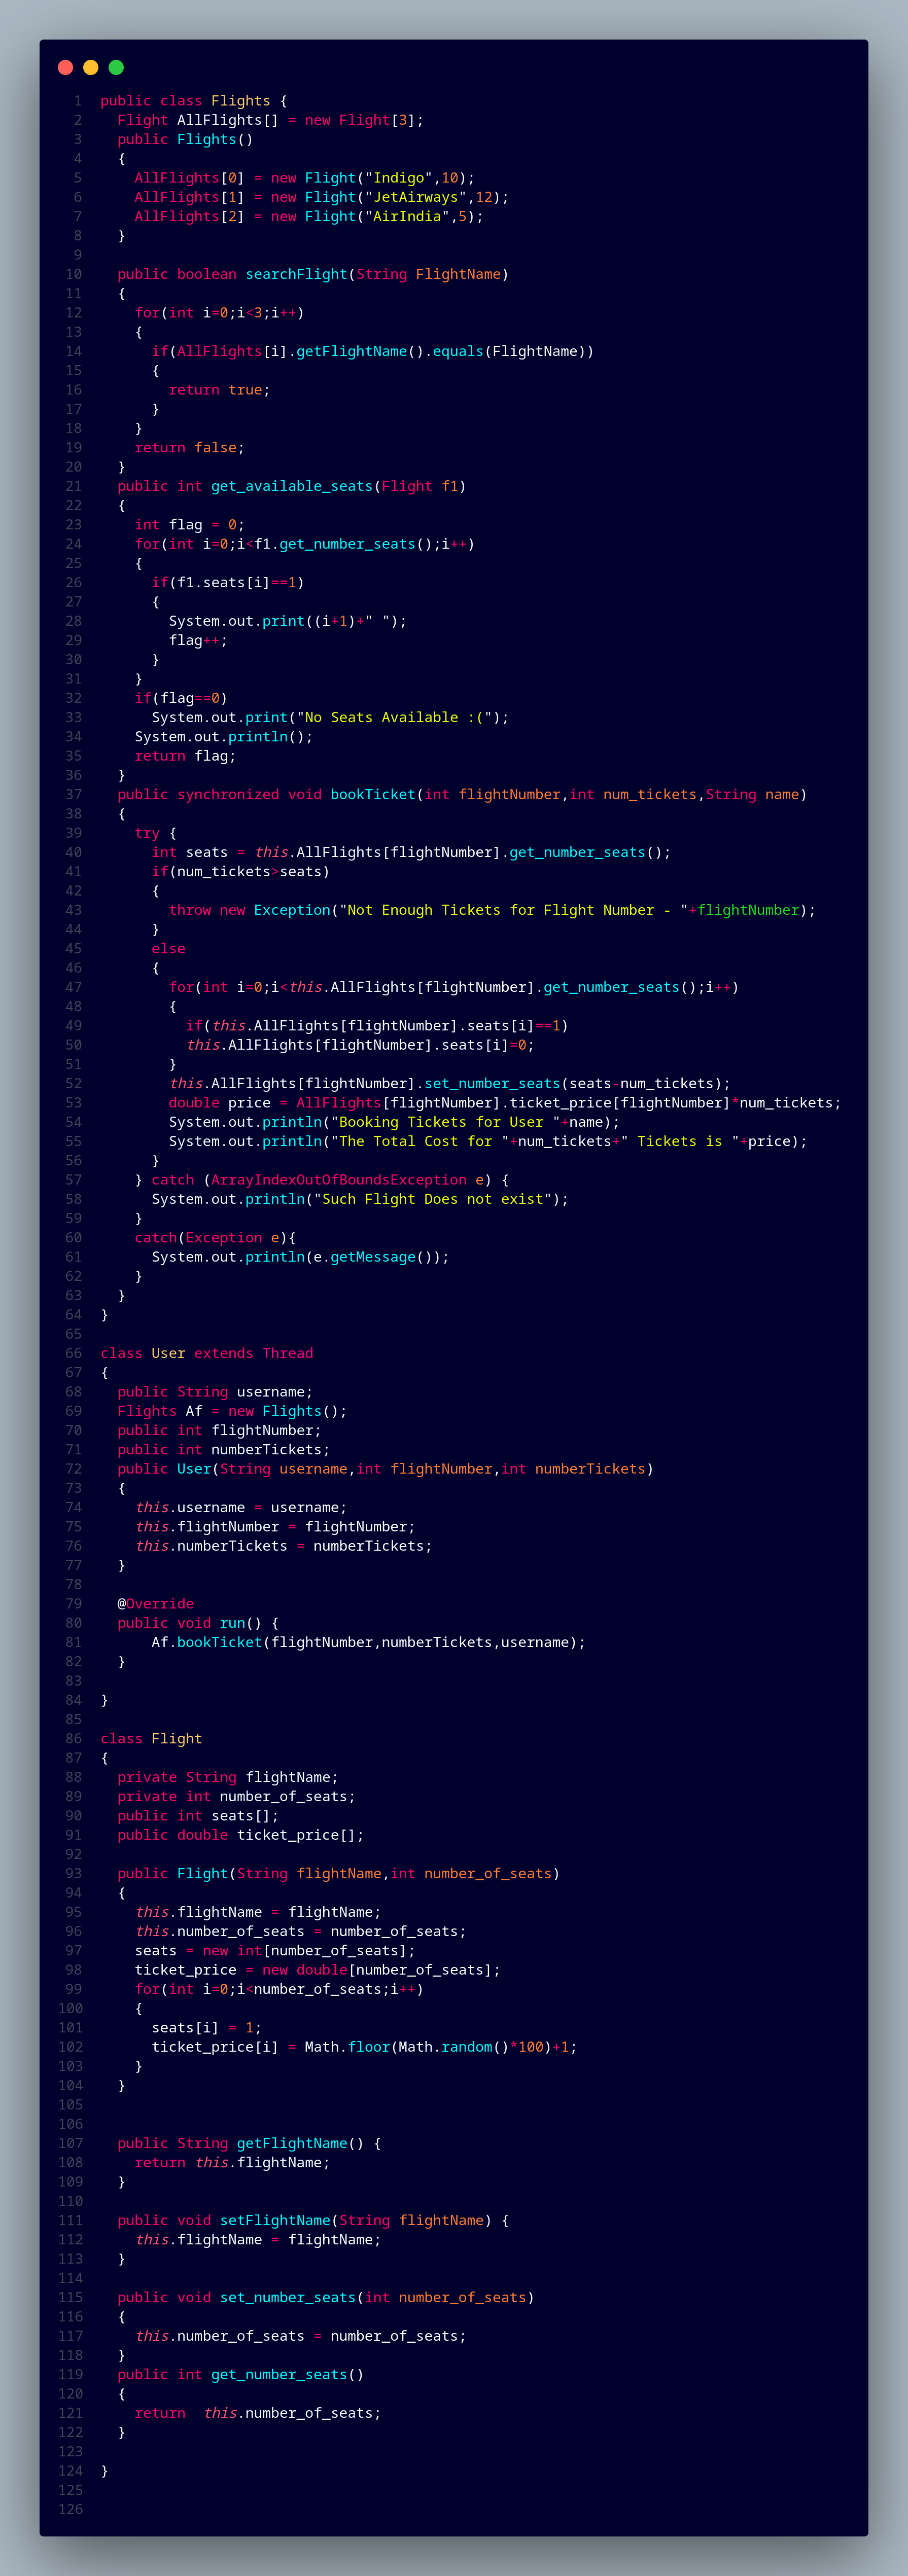 1 public class Flights {
2   Flight AllFlights[] = new Flight[3];
3   public Flights()
4   {
5     AllFlights[0] = new Flight("Indigo",10);
6     AllFlights[1] = new Flight("JetAirways",12);
7     AllFlights[2] = new Flight("AirIndia",5);
8   }
9
10   public boolean searchFlight(String FlightName)
11   {
12     for(int i=0;i<3;i++)
13     {
14       if(AllFlights[i].getFlightName().equals(FlightName))
15       {
16         return true;
17       }
18     }
19     return false;
20   }
21   public int get_available_seats(Flight f1)
22   {
23     int flag = 0;
24     for(int i=0;i<f1.get_number_seats();i++)
25     {
26       if(f1.seats[i]==1)
27       {
28         System.out.print((i+1)+" ");
29         flag++;
30       }
31     }
32     if(flag==0)
33       System.out.print("No Seats Available :(");
34     System.out.println();
35     return flag;
36   }
37   public synchronized void bookTicket(int flightNumber,int num_tickets,String name)
38   {
39     try {
40       int seats = this.AllFlights[flightNumber].get_number_seats();
41       if(num_tickets>seats)
42       {
43         throw new Exception("Not Enough Tickets for Flight Number - "+flightNumber);
44       }
45       else
46       {
47         for(int i=0;i<this.AllFlights[flightNumber].get_number_seats();i++)
48         {
49           if(this.AllFlights[flightNumber].seats[i]==1)
50           this.AllFlights[flightNumber].seats[i]=0;
51         }
52         this.AllFlights[flightNumber].set_number_seats(seats-num_tickets);
53         double price = AllFlights[flightNumber].ticket_price[flightNumber]*num_tickets;
54         System.out.println("Booking Tickets for User "+name);
55         System.out.println("The Total Cost for "+num_tickets+" Tickets is "+price);
56       }
57     } catch (ArrayIndexOutOfBoundsException e) {
58       System.out.println("Such Flight Does not exist");
59     }
60     catch(Exception e){
61       System.out.println(e.getMessage());
62     }
63   }
64 }
65
66 class User extends Thread
67 {
68   public String username;
69   Flights Af = new Flights();
70   public int flightNumber;
71   public int numberTickets;
72   public User(String username,int flightNumber,int numberTickets)
73   {
74     this.username = username;
75     this.flightNumber = flightNumber;
76     this.numberTickets = numberTickets;
77   }
78
79   @Override
80   public void run() {
81       Af.bookTicket(flightNumber,numberTickets,username);
82   }
83
84 }
85
86 class Flight
87 {
88   private String flightName;
89   private int number_of_seats;
90   public int seats[];
91   public double ticket_price[];
92
93   public Flight(String flightName,int number_of_seats)
94   {
95     this.flightName = flightName;
96     this.number_of_seats = number_of_seats;
97     seats = new int[number_of_seats];
98     ticket_price = new double[number_of_seats];
99     for(int i=0;i<number_of_seats;i++)
100     {
101       seats[i] = 1;
102       ticket_price[i] = Math.floor(Math.random()*100)+1;
103     }
104   }
105
106
107   public String getFlightName() {
108     return this.flightName;
109   }
110
111   public void setFlightName(String flightName) {
112     this.flightName = flightName;
113   }
114
115   public void set_number_seats(int number_of_seats)
116   {
117     this.number_of_seats = number_of_seats;
118   }
119   public int get_number_seats()
120   {
121     return  this.number_of_seats;
122   }
123
124 }
125
126